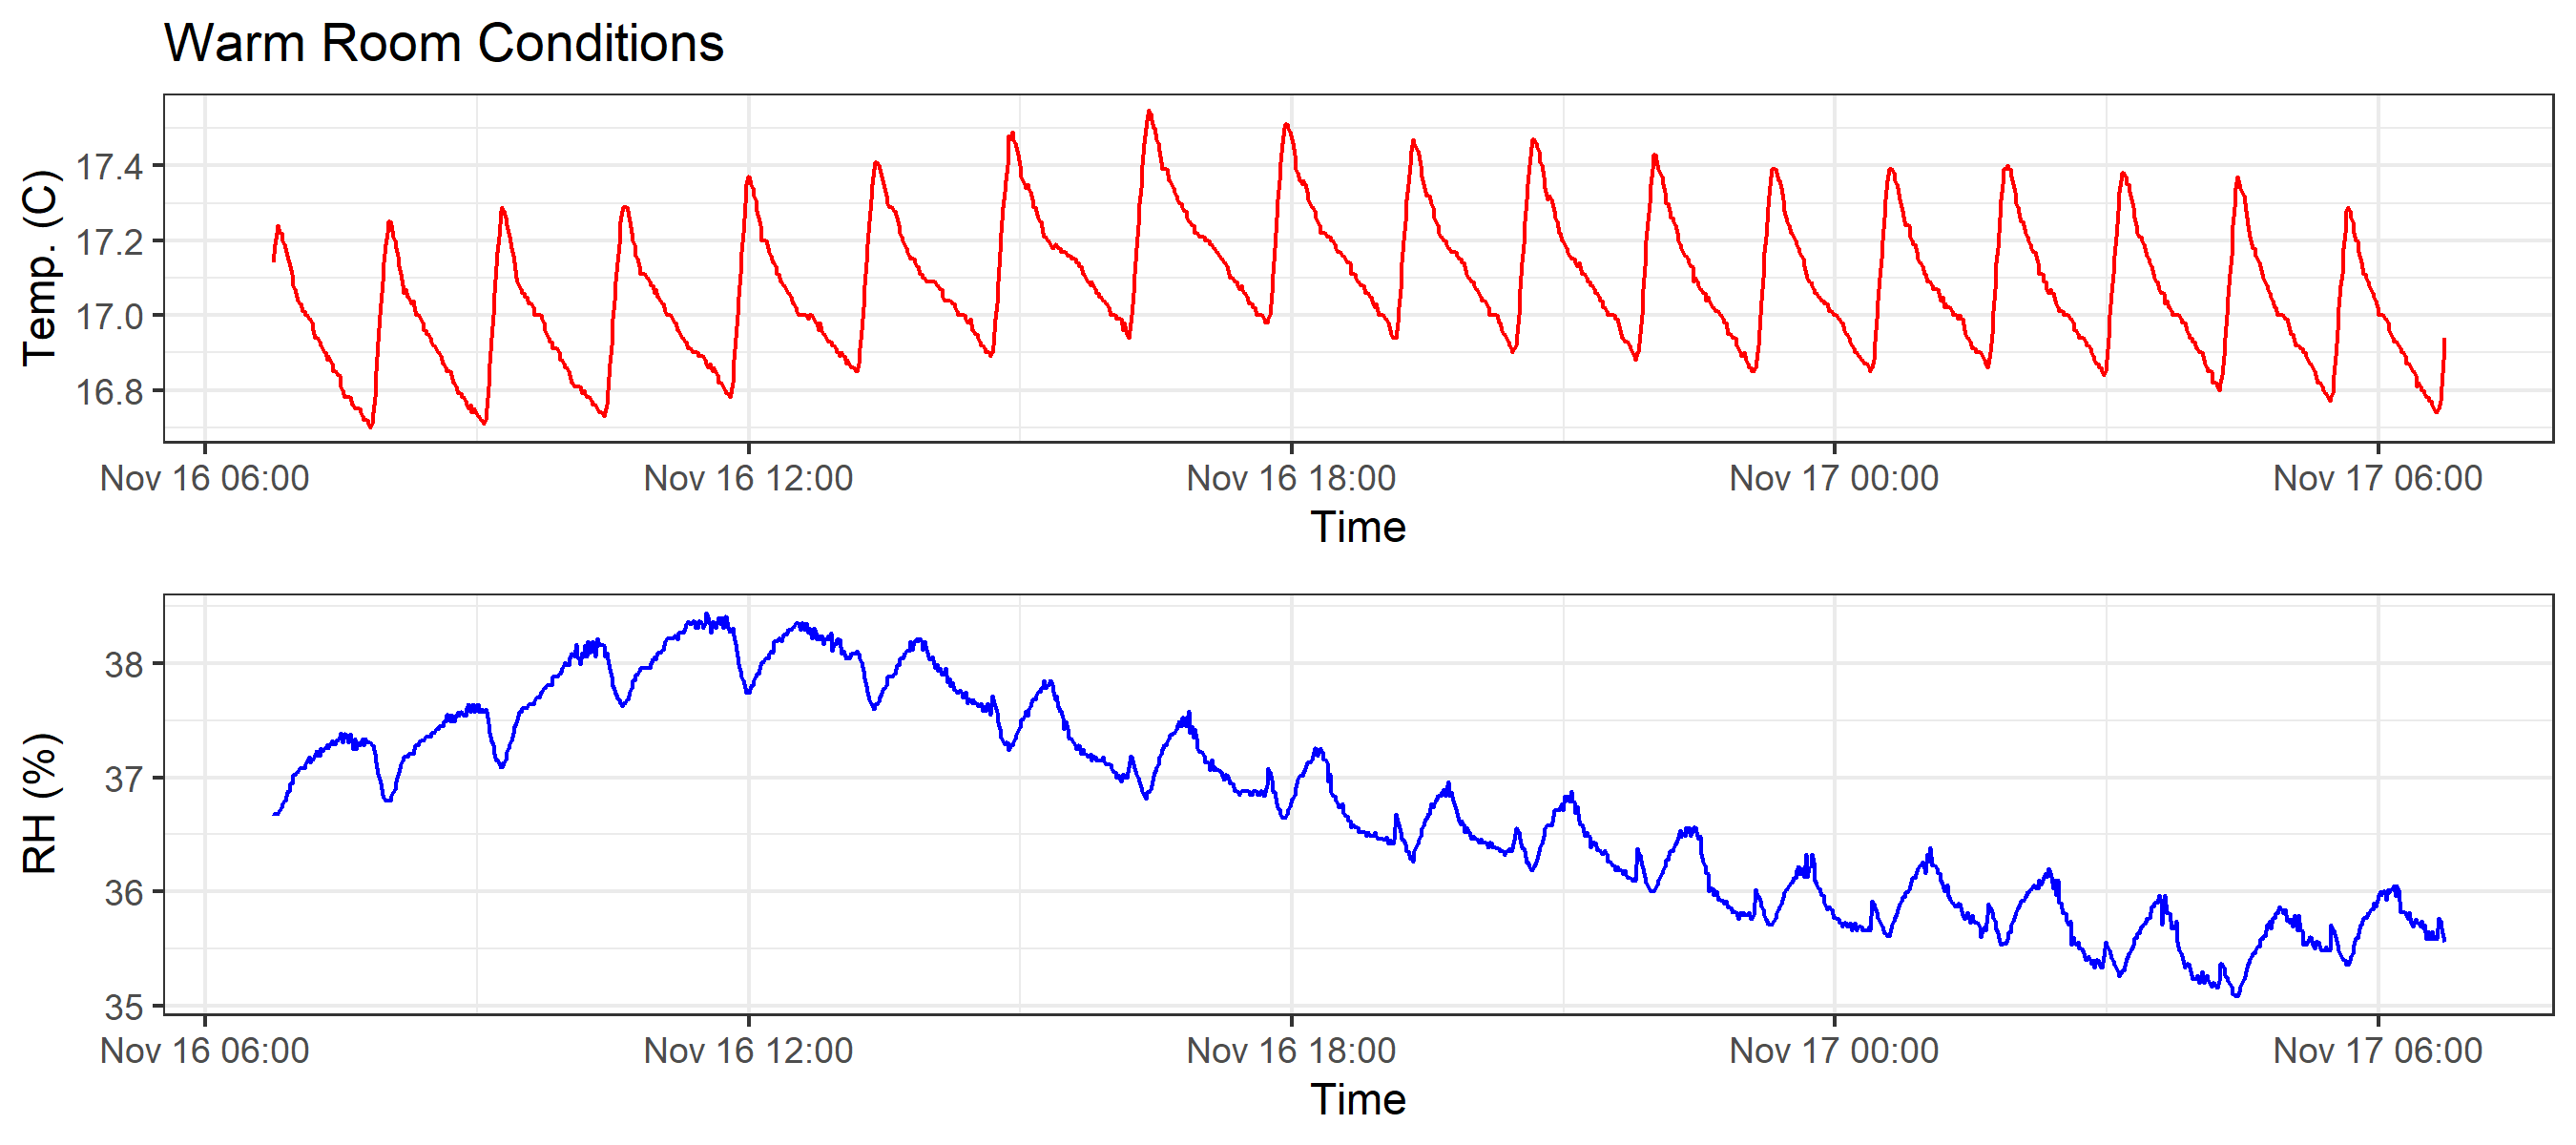 Warm Room Conditions
Temp. (C)
17.4
17.2
17.0
16.8
Nov 16 06:00 Nov 16 12:00 Nov 16 18:00 Nov 17 00:00 Nov 17 06:00
Time
RH (%)
38
37
36
35
Nov 16 06:00 Nov 16 12:00 Nov 16 18:00 Nov 17 00:00 Nov 17 06:00
Time